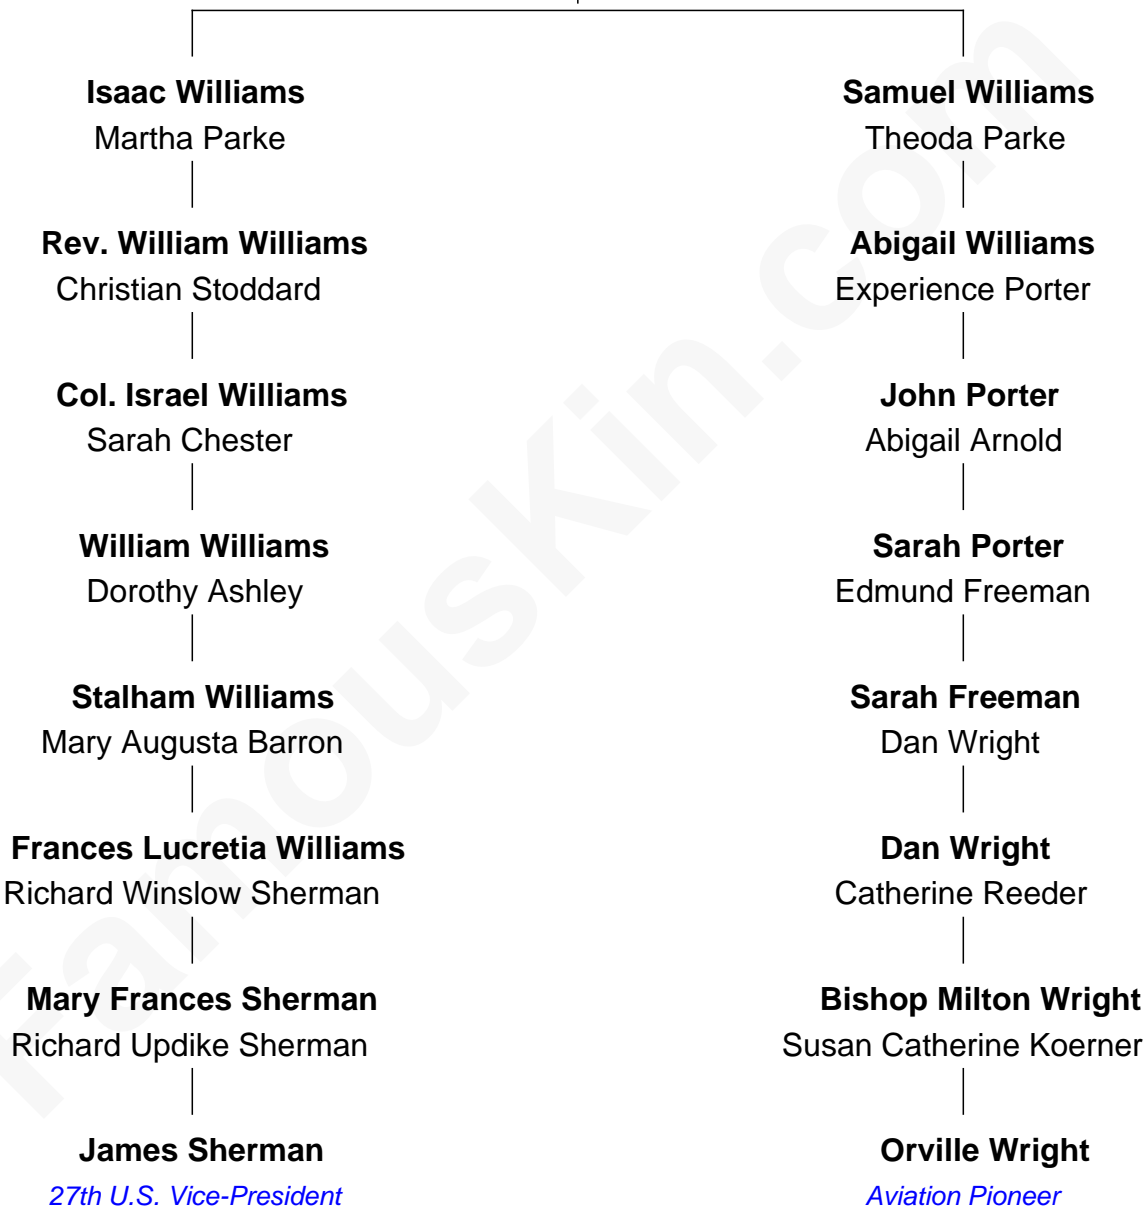 Isaac Williams
Martha Parke
Samuel Williams
Theoda Parke
Rev. William Williams
Christian Stoddard
Abigail Williams
Experience Porter
Col. Israel Williams
Sarah Chester
John Porter
Abigail Arnold
William Williams
Dorothy Ashley
Sarah Porter
Edmund Freeman
Stalham Williams
Mary Augusta Barron
Sarah Freeman
Dan Wright
Frances Lucretia Williams
Richard Winslow Sherman
Dan Wright
Catherine Reeder
Mary Frances Sherman
Richard Updike Sherman
Bishop Milton Wright
Susan Catherine Koerner
James Sherman
27th U.S. Vice-President
Orville Wright
Aviation Pioneer
FamousKin.com